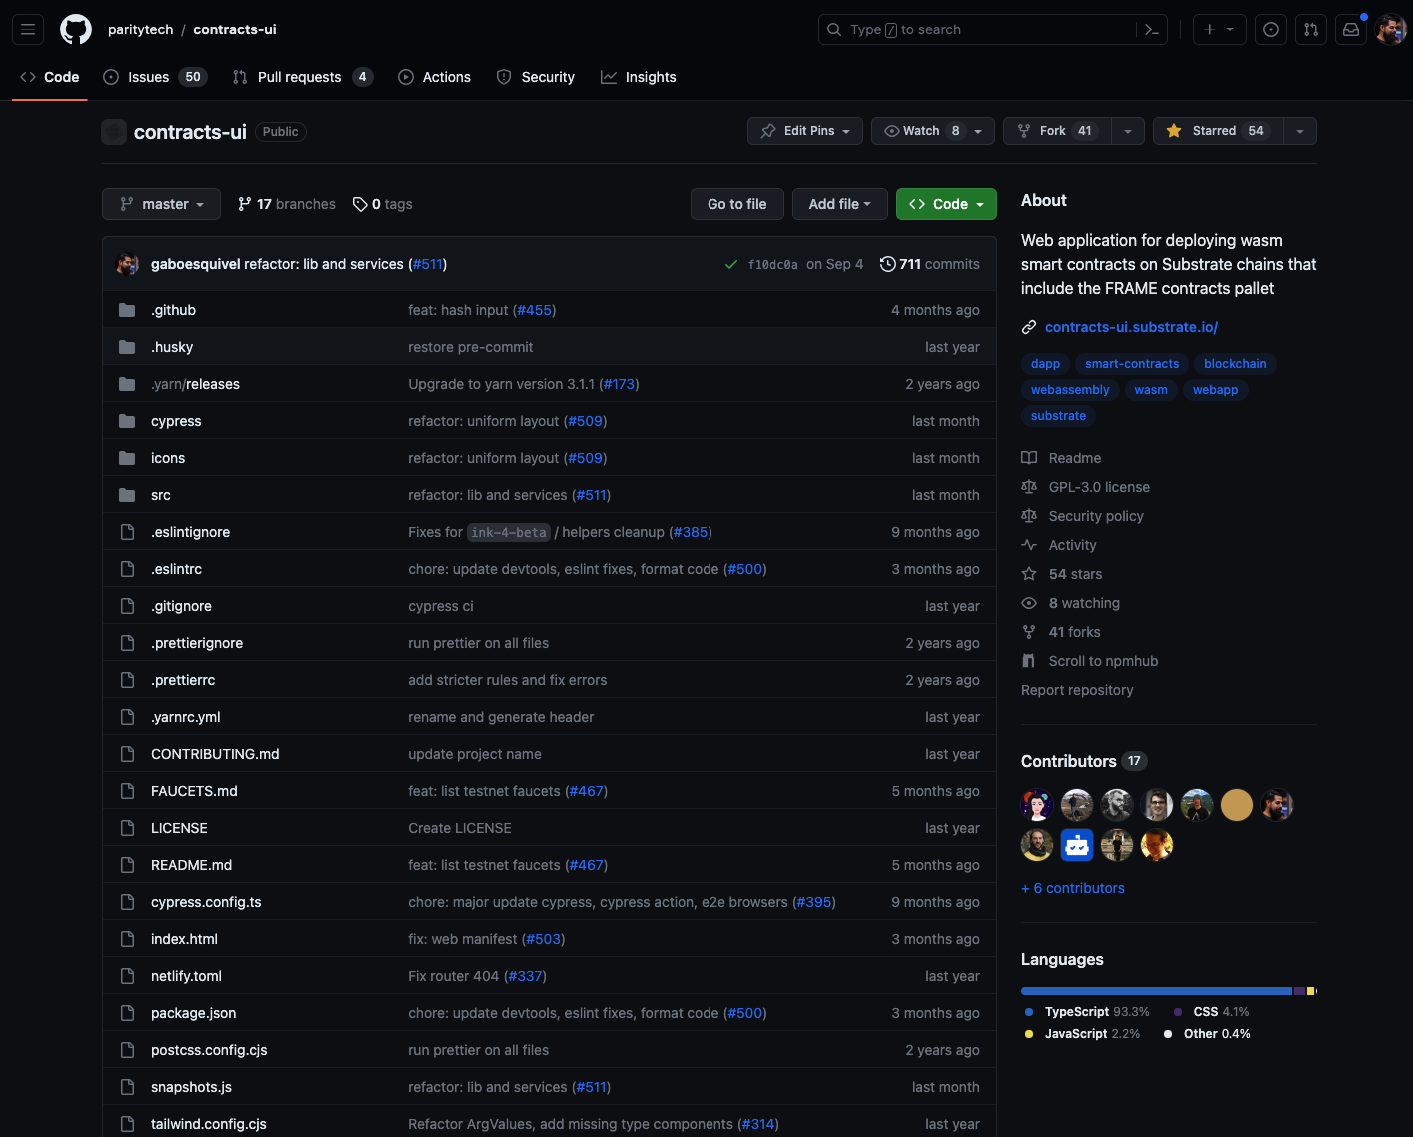 paritytech / contracts-ui
Type / to search
Code
Issues 50
Pull requests 4
Actions
Security
Insights
contracts-ui Public
Edit Pins
Watch 8
Fork 41
Starred 54
master
17 branches
0 tags
Go to file
Add file
Code
gaboesquivel refactor: lib and services (#511)
f10dc0a on Sep 4
711 commits
.github feat: hash input (#455) 4 months ago
.husky restore pre-commit last year
.yarn/releases Upgrade to yarn version 3.1.1 (#173) 2 years ago
cypress refactor: uniform layout (#509) last month
icons refactor: uniform layout (#509) last month
src refactor: lib and services (#511) last month
.eslintignore Fixes for ink-4-beta / helpers cleanup (#385) 9 months ago
.eslintrc chore: update devtools, eslint fixes, format code (#500) 3 months ago
.gitignore cypress ci last year
.prettierignore run prettier on all files 2 years ago
.prettierrc add stricter rules and fix errors 2 years ago
.yarnrc.yml rename and generate header last year
CONTRIBUTING.md update project name last year
FAUCETS.md feat: list testnet faucets (#467) 5 months ago
LICENSE Create LICENSE last year
README.md feat: list testnet faucets (#467) 5 months ago
cypress.config.ts chore: major update cypress, cypress action, e2e browsers (#395) 9 months ago
index.html fix: web manifest (#503) 3 months ago
netlify.toml Fix router 404 (#337) last year
package.json chore: update devtools, eslint fixes, format code (#500) 3 months ago
postcss.config.cjs run prettier on all files 2 years ago
snapshots.js refactor: lib and services (#511) last month
tailwind.config.cjs Refactor ArgValues, add missing type components (#314) last year
About
Web application for deploying wasm
smart contracts on Substrate chains that
include the FRAME contracts pallet
contracts-ui.substrate.io/
dapp smart-contracts blockchain
webassembly wasm webapp
substrate
Readme
GPL-3.0 license
Security policy
Activity
54 stars
8 watching
41 forks
Scroll to npmhub
Report repository
Contributors 17
+ 6 contributors
Languages
TypeScript 93.3% CSS 4.1%
JavaScript 2.2% Other 0.4%